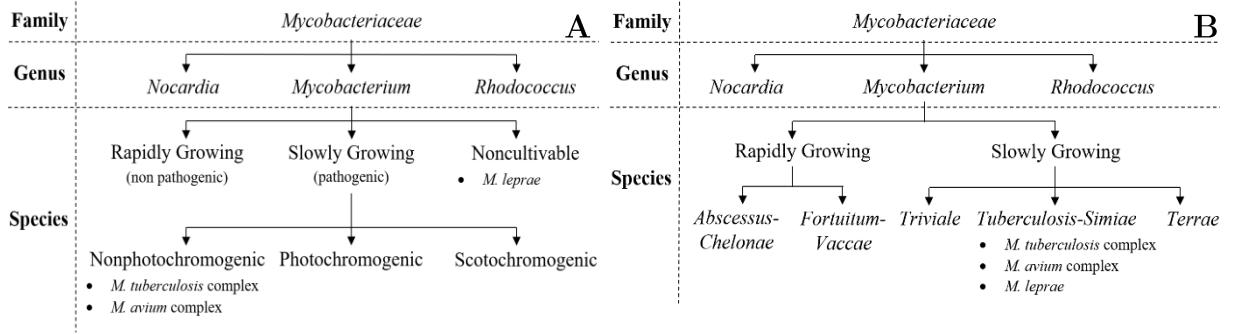 A
Family
Mycobacteriaceae
Genus
Nocardia
Mycobacterium
Rhodococcus
Species
Rapidly Growing
(non pathogenic)
Slowly Growing
(pathogenic)
Noncultivable
• M. leprae
Nonphotochromogenic
• M. tuberculosis complex
• M. avium complex
Photochromogenic
Scotochromogenic
B
Family
Mycobacteriaceae
Genus
Nocardia
Mycobacterium
Rhodococcus
Species
Rapidly Growing
Slowly Growing
Abscessus-
Chelonae
Fortuitum-
Vaccae
Triviale
Tuberculosis-Simiae
• M. tuberculosis complex
• M. avium complex
• M. leprae
Terrae